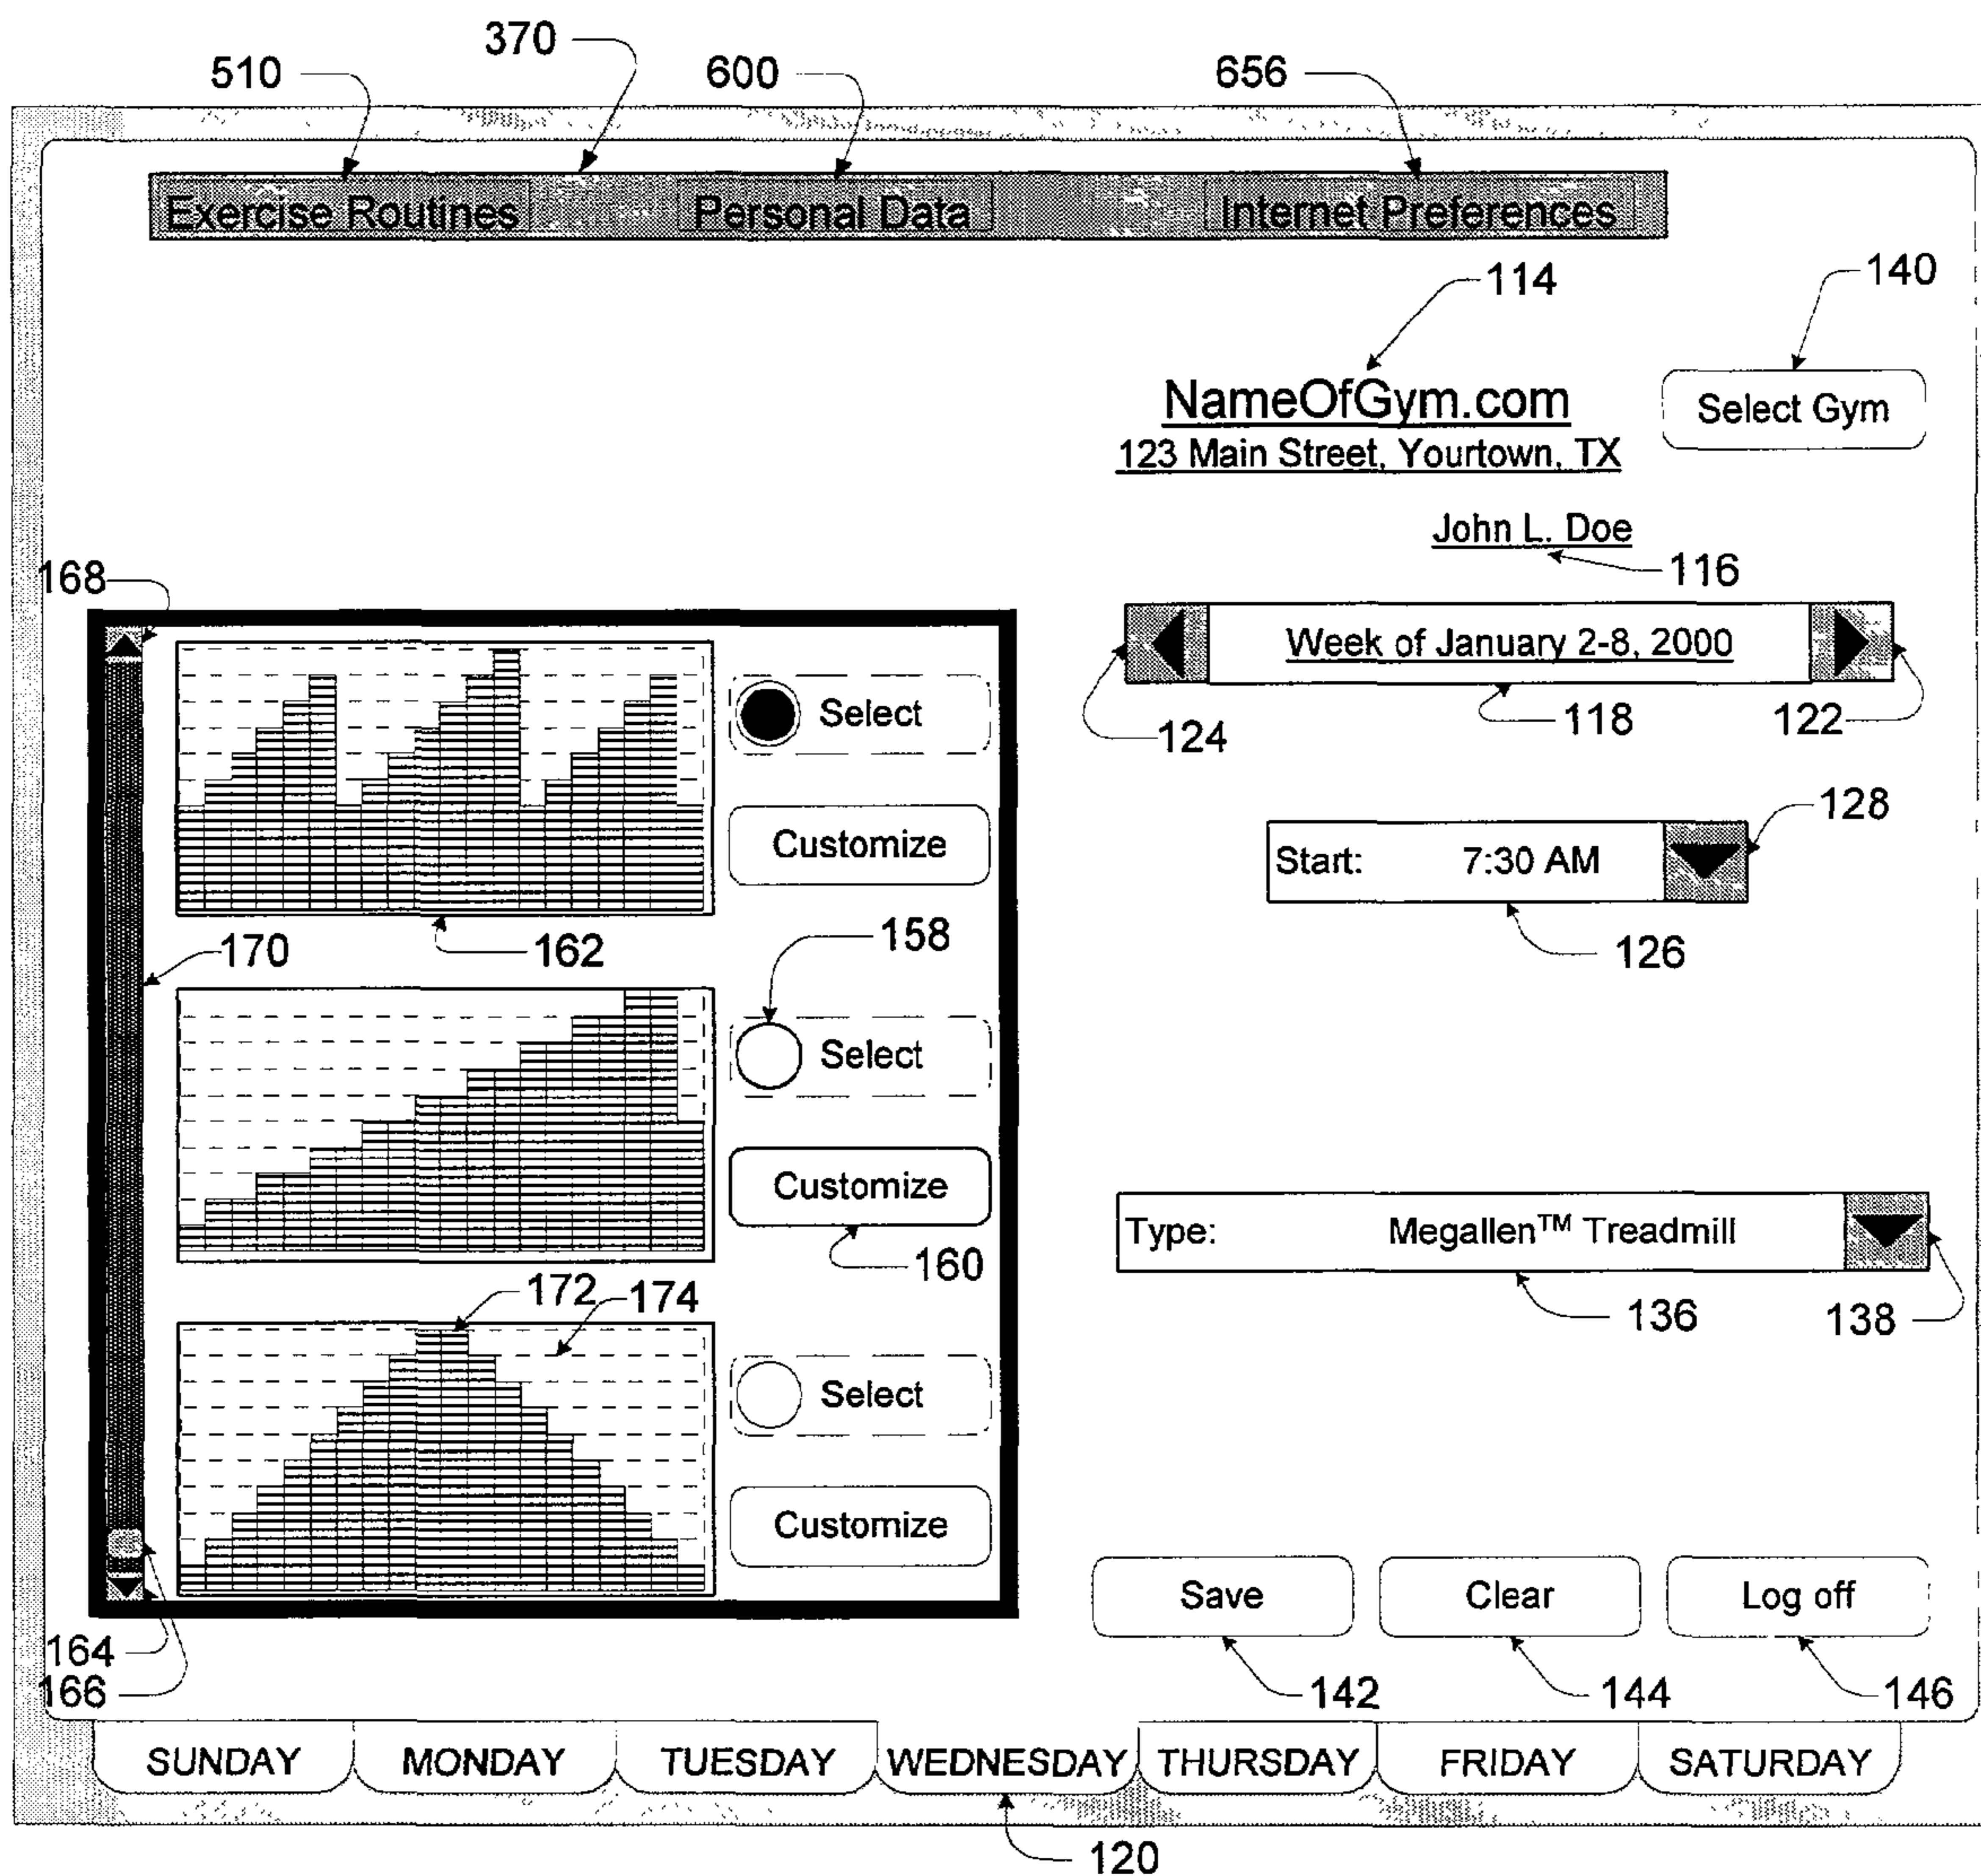 370
510 600 656
Exercise Routines Personal Data Internet Preferences
114 140
NameOfGym.com Select Gym
123 Main Street, Yourtown, TX
John L. Doe
168 116
Week of January 2-8, 2000
Select
124 118 122
128
Customize Start: 7:30 AM
170 162 158 126
Select
Customize Type: Megallen™ Treadmill
160
172 174 136 138
Select
Customize
Save Clear Log off
164
166 142 144 146
SUNDAY MONDAY TUESDAY WEDNESDAY THURSDAY FRIDAY SATURDAY
120